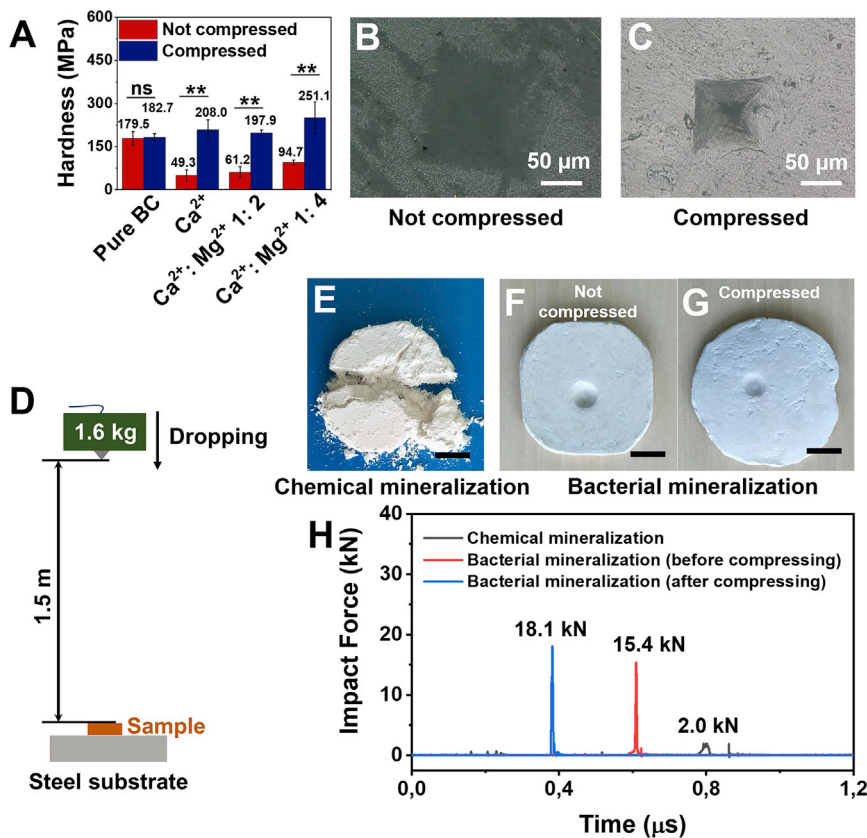 A
Hardness (MPa)
600
450
300
150
0
Not compressed
Compressed
ns
179.5
182.7
**
49.3
208.0
**
61.2
197.9
**
94.7
251.1
Pure BC
Ca²⁺
Ca²⁺: Mg²⁺ 1: 2
Ca²⁺: Mg²⁺ 1: 4
B
50 µm
Not compressed
C
50 µm
Compressed
D
1.6 kg
Dropping
1.5 m
Sample
Steel substrate
E
Chemical mineralization
F
Not
compressed
G
Compressed
Bacterial mineralization
H
Impact Force (kN)
40
30
20
10
0
Chemical mineralization
Bacterial mineralization (before compressing)
Bacterial mineralization (after compressing)
18.1 kN
15.4 kN
2.0 kN
0,0
0,4
0,8
1,2
Time (µs)